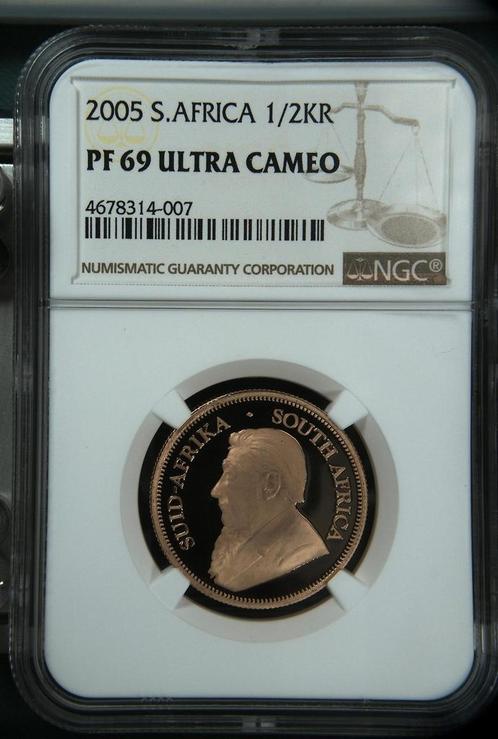 2005 S.AFRICA 1/2KR
PF 69 ULTRA CAMEO
4678314-007
NUMISMATIC GUARANTY CORPORATION
NGC®
SUID-AFRIKA · SOUTH AFRICA